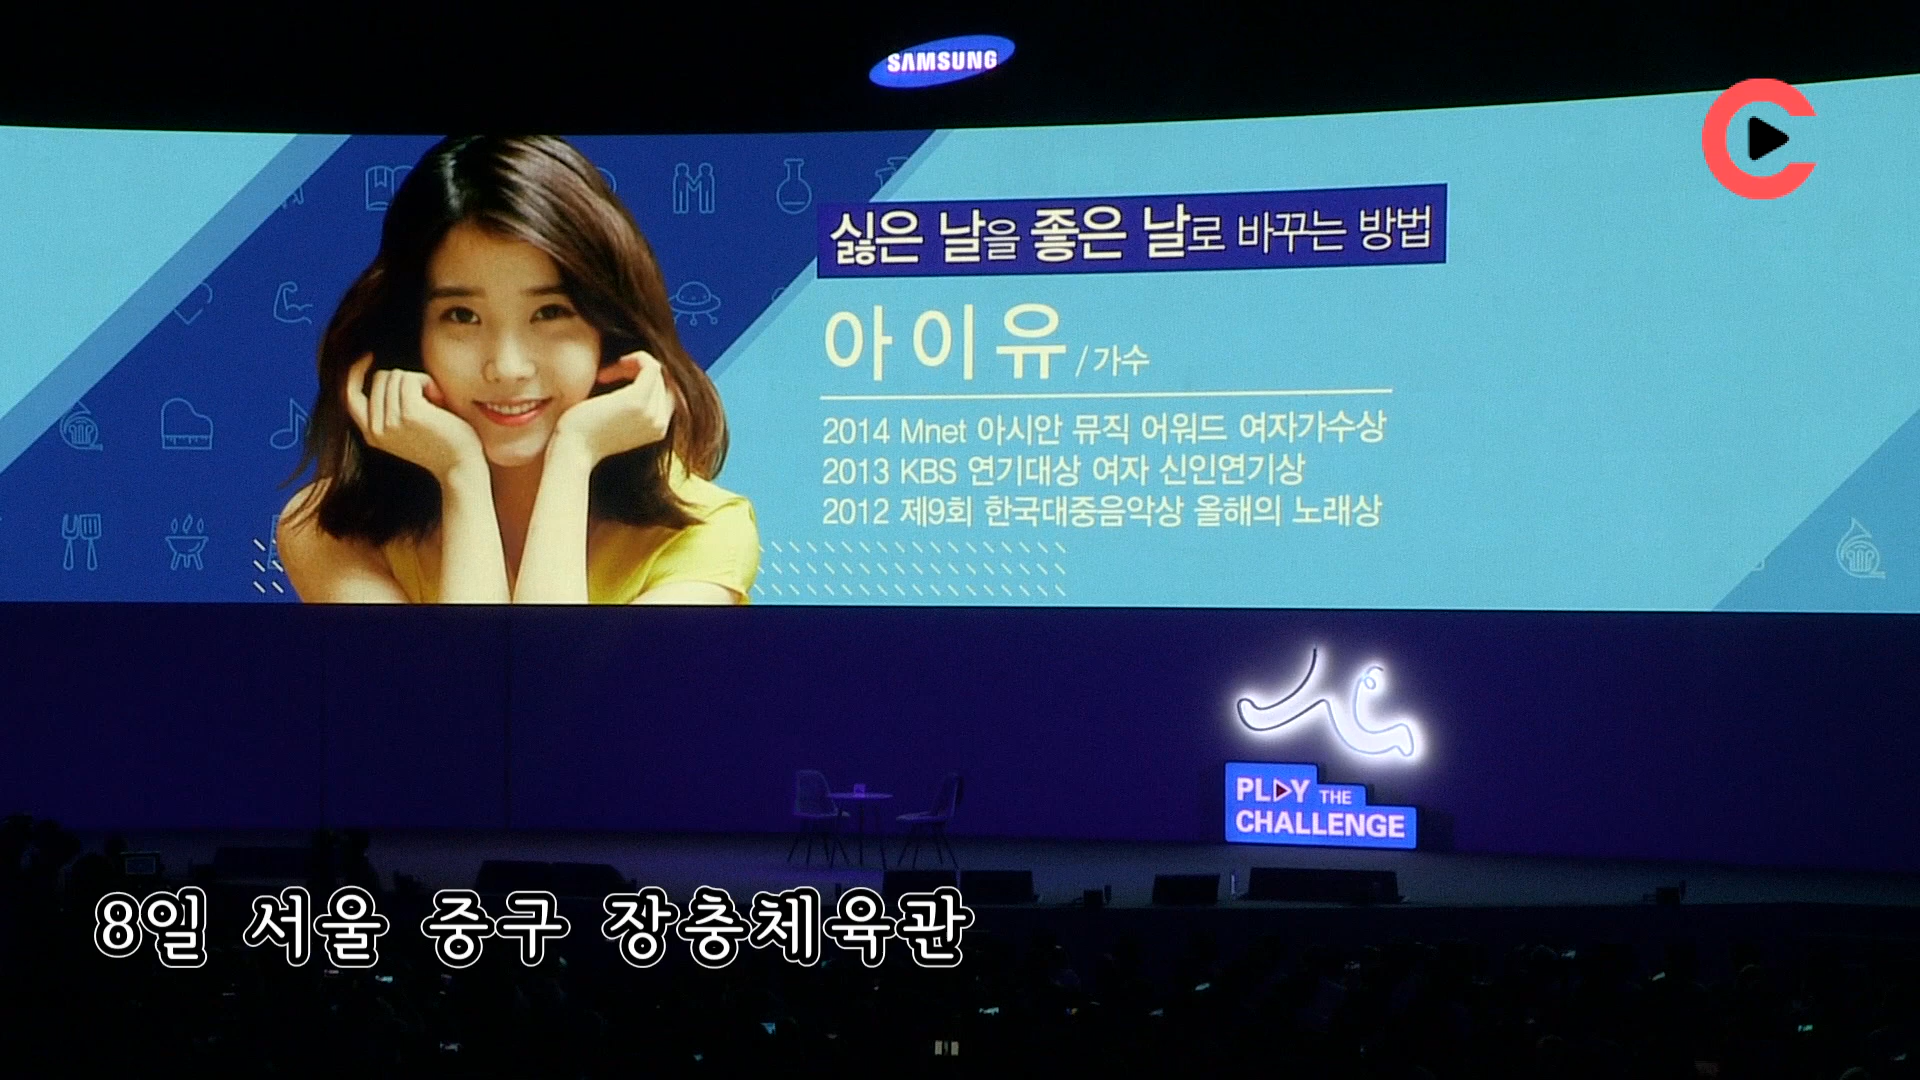 SAMSUNG
싫은 날을 좋은 날로 바꾸는 방법
아이유 / 가수
2014 Mnet 아시안 뮤직 어워드 여자가수상
2013 KBS 연기대상 여자 신인연기상
2012 제9회 한국대중음악상 올해의 노래상
PLAY THE
CHALLENGE
8일 서울 중구 장충체육관